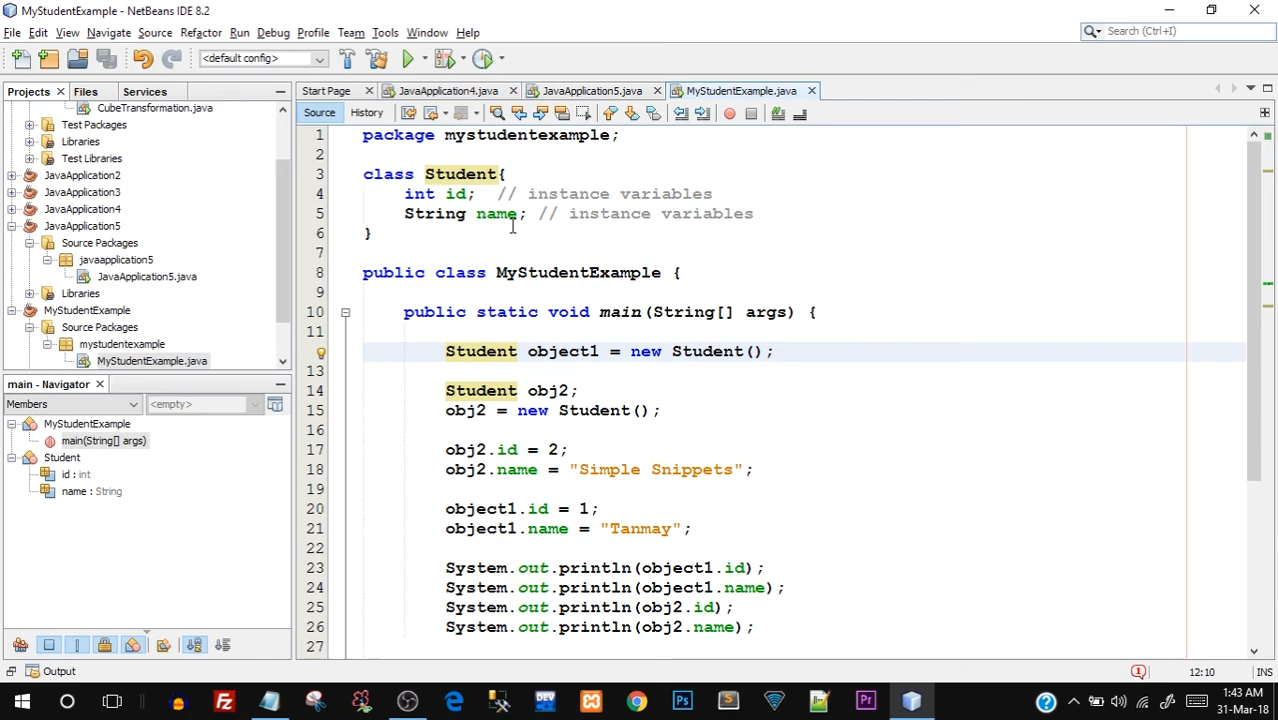 MyStudentExample - NetBeans IDE 8.2
File Edit View Navigate Source Refactor Run Debug Profile Team Tools Window Help
Search (Ctrl+I)
<default config>
Projects Files Services
Start Page JavaApplication4.java JavaApplication5.java MyStudentExample.java
Source History
CubeTransformation.java
Test Packages
Libraries
Test Libraries
JavaApplication2
JavaApplication3
JavaApplication4
JavaApplication5
Source Packages
javaapplication5
JavaApplication5.java
Libraries
MyStudentExample
Source Packages
mystudentexample
MyStudentExample.java
main - Navigator
Members <empty>
MyStudentExample
main(String[] args)
Student
id : int
name : String
1 package mystudentexample;
2
3 class Student{
4 int id; // instance variables
5 String name; // instance variables
6 }
7
8 public class MyStudentExample {
9
10 public static void main(String[] args) {
11
Student object1 = new Student();
13
14 Student obj2;
15 obj2 = new Student();
16
17 obj2.id = 2;
18 obj2.name = "Simple Snippets";
19
20 object1.id = 1;
21 object1.name = "Tanmay";
22
23 System.out.println(object1.id);
24 System.out.println(object1.name);
25 System.out.println(obj2.id);
26 System.out.println(obj2.name);
27
Output
1
12:10
INS
DEV
Ps
S
Pr
1:43 AM
31-Mar-18